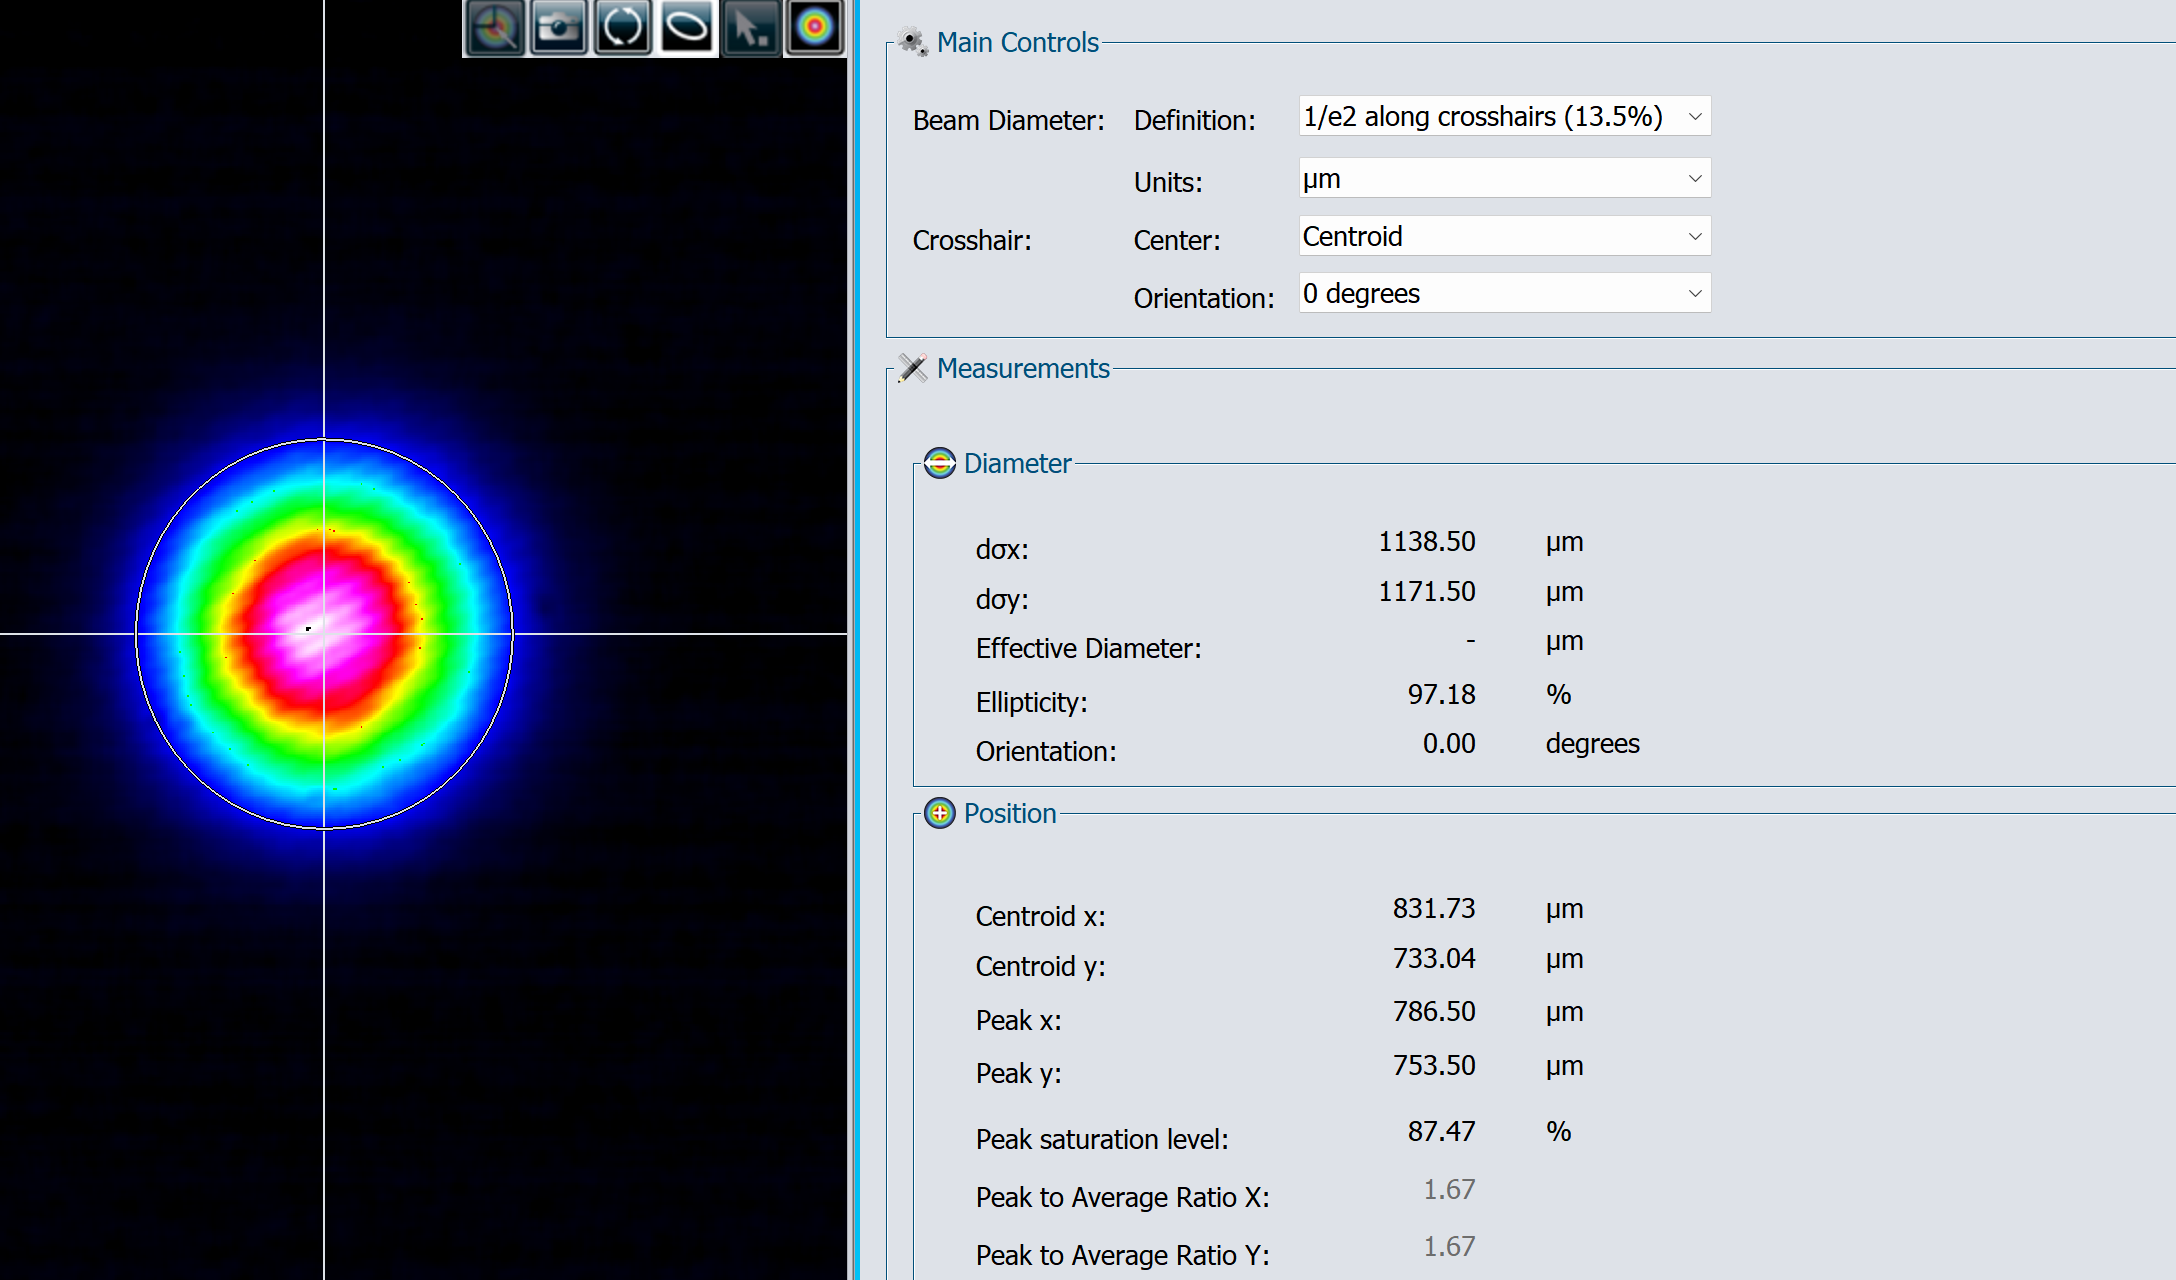 Main Controls
Beam Diameter: Definition: 1/e2 along crosshairs (13.5%)
Units: µm
Crosshair: Center: Centroid
Orientation: 0 degrees
Measurements
Diameter
dσx: 1138.50 µm
dσy: 1171.50 µm
Effective Diameter: - µm
Ellipticity: 97.18 %
Orientation: 0.00 degrees
Position
Centroid x: 831.73 µm
Centroid y: 733.04 µm
Peak x: 786.50 µm
Peak y: 753.50 µm
Peak saturation level: 87.47 %
Peak to Average Ratio X: 1.67
Peak to Average Ratio Y: 1.67